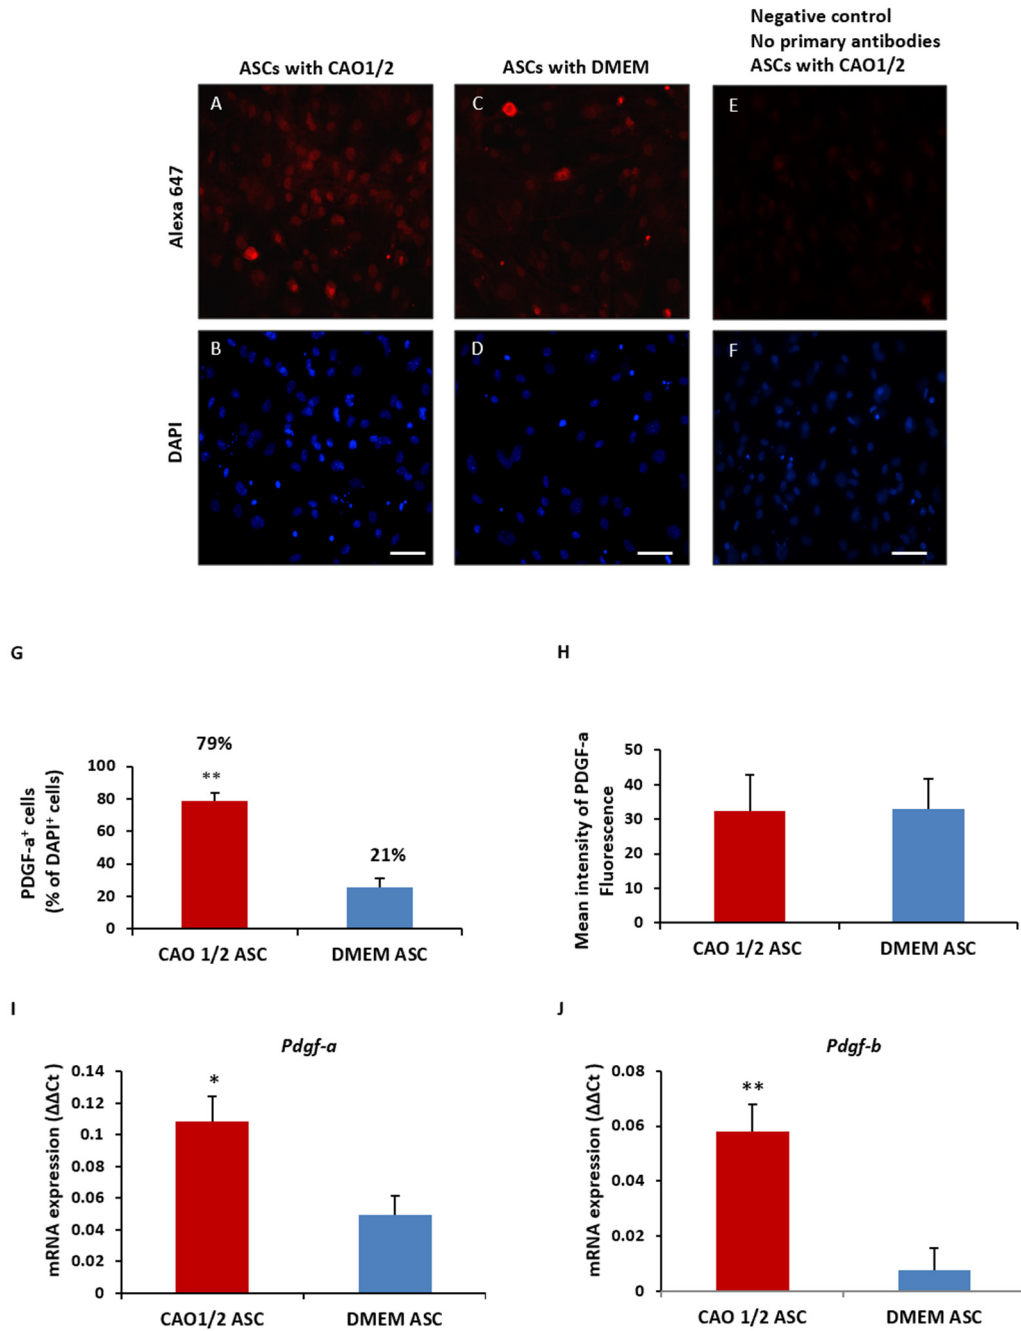 Negative control
No primary antibodies
ASCs with CAO1/2
ASCs with DMEM
ASCs with CAO1/2
A
C
E
Alexa 647
B
D
F
DAPI
G
H
79%
**
21%
PDGF-a⁺ cells
(% of DAPI⁺ cells)
100
80
60
40
20
0
CAO 1/2 ASC
DMEM ASC
Mean intensity of PDGF-a
Fluorescence
50
40
30
20
10
0
CAO 1/2 ASC
DMEM ASC
I
J
Pdgf-a
*
mRNA expression (ΔΔCt )
0.14
0.12
0.1
0.08
0.06
0.04
0.02
0
CAO1/2 ASC
DMEM ASC
Pdgf-b
**
mRNA expression (ΔΔCt )
0.08
0.06
0.04
0.02
0
CAO 1/2 ASC
DMEM ASC